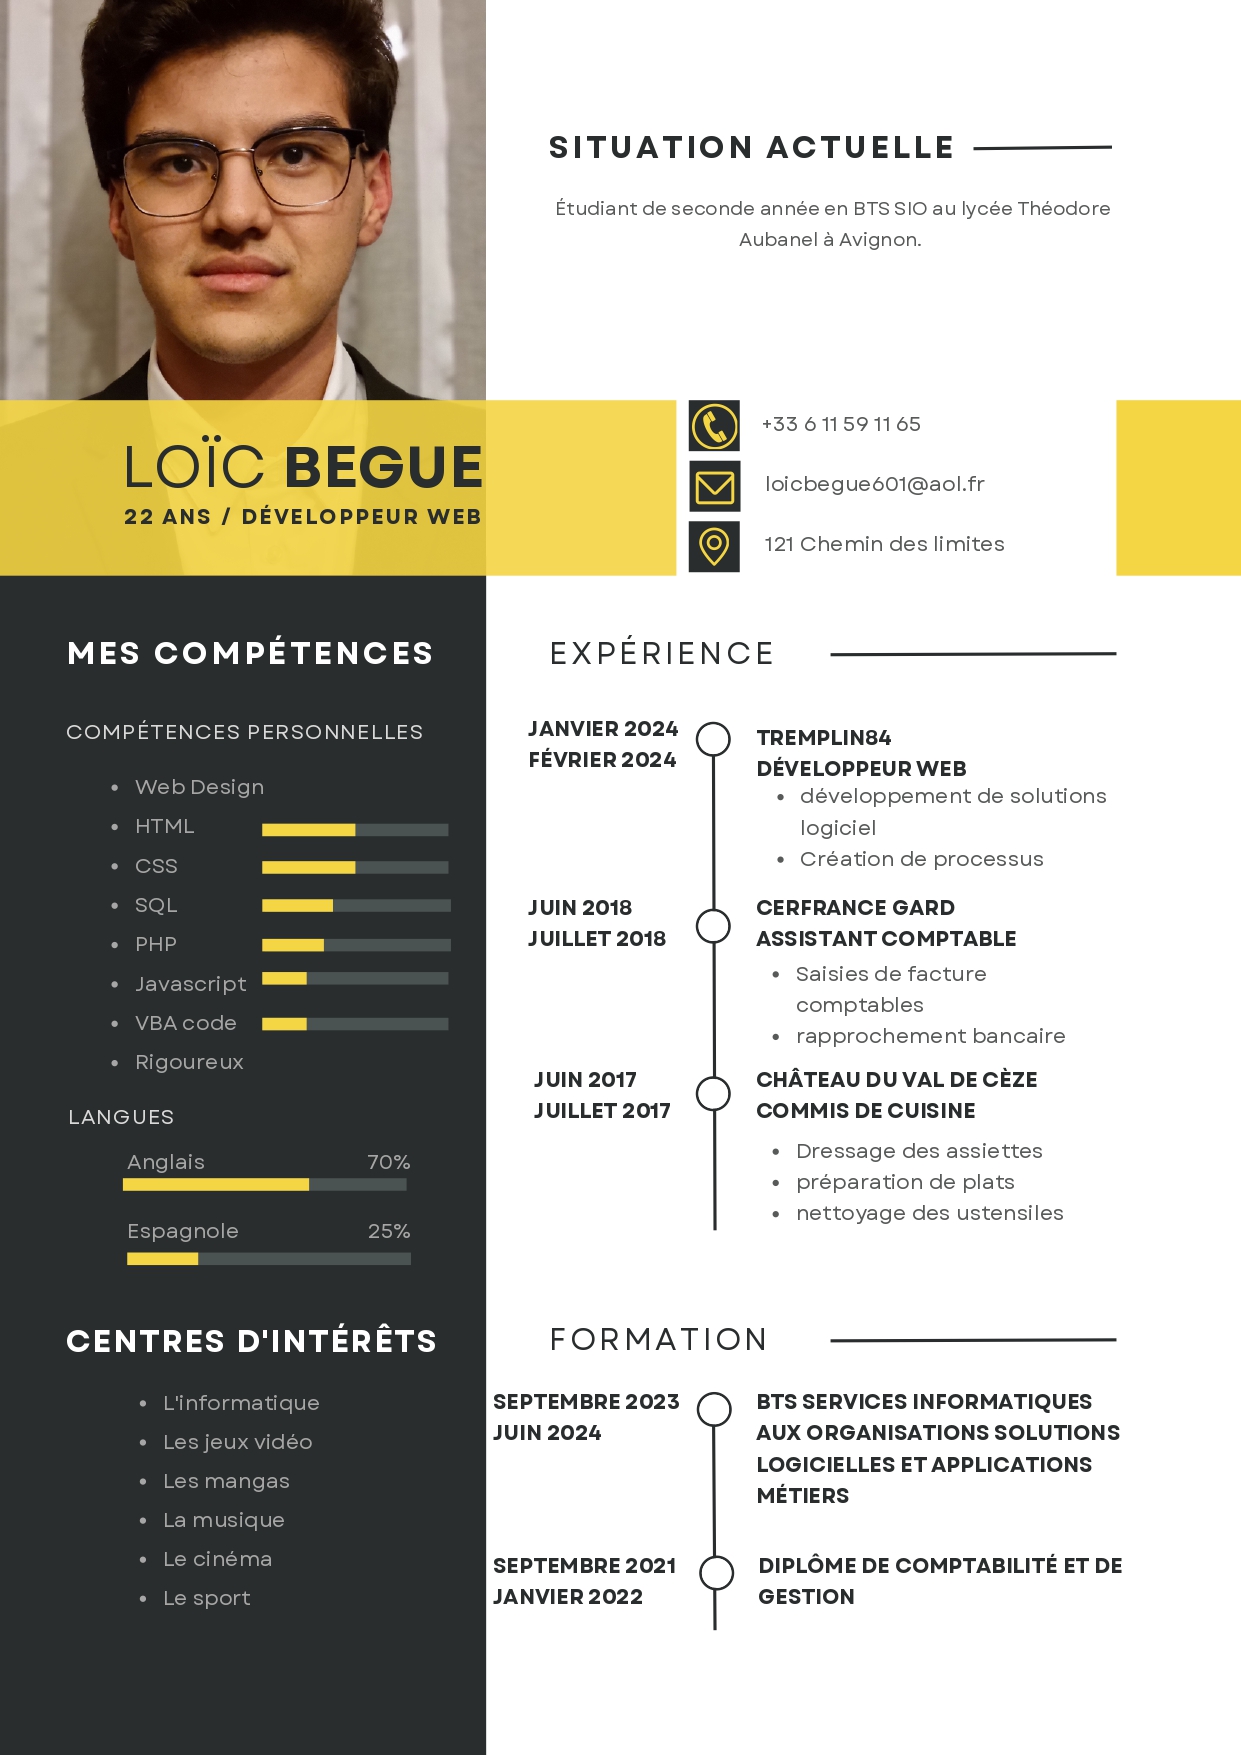 SITUATION ACTUELLE
Étudiant de seconde année en BTS SIO au lycée Théodore
Aubanel à Avignon.
LOÏC BEGUE
22 ANS / DÉVELOPPEUR WEB
+33 6 11 59 11 65
loicbegue601@aol.fr
121 Chemin des limites
MES COMPÉTENCES
COMPÉTENCES PERSONNELLES
• Web Design
• HTML
• CSS
• SQL
• PHP
• Javascript
• VBA code
• Rigoureux
LANGUES
Anglais 70%
Espagnole 25%
CENTRES D'INTÉRÊTS
• L'informatique
• Les jeux vidéo
• Les mangas
• La musique
• Le cinéma
• Le sport
EXPÉRIENCE
JANVIER 2024
FÉVRIER 2024
TREMPLIN84
DÉVELOPPEUR WEB
• développement de solutions
logiciel
• Création de processus
JUIN 2018
JUILLET 2018
CERFRANCE GARD
ASSISTANT COMPTABLE
• Saisies de facture
comptables
• rapprochement bancaire
JUIN 2017
JUILLET 2017
CHÂTEAU DU VAL DE CÈZE
COMMIS DE CUISINE
• Dressage des assiettes
• préparation de plats
• nettoyage des ustensiles
FORMATION
SEPTEMBRE 2023
JUIN 2024
BTS SERVICES INFORMATIQUES
AUX ORGANISATIONS SOLUTIONS
LOGICIELLES ET APPLICATIONS
MÉTIERS
SEPTEMBRE 2021
JANVIER 2022
DIPLÔME DE COMPTABILITÉ ET DE
GESTION